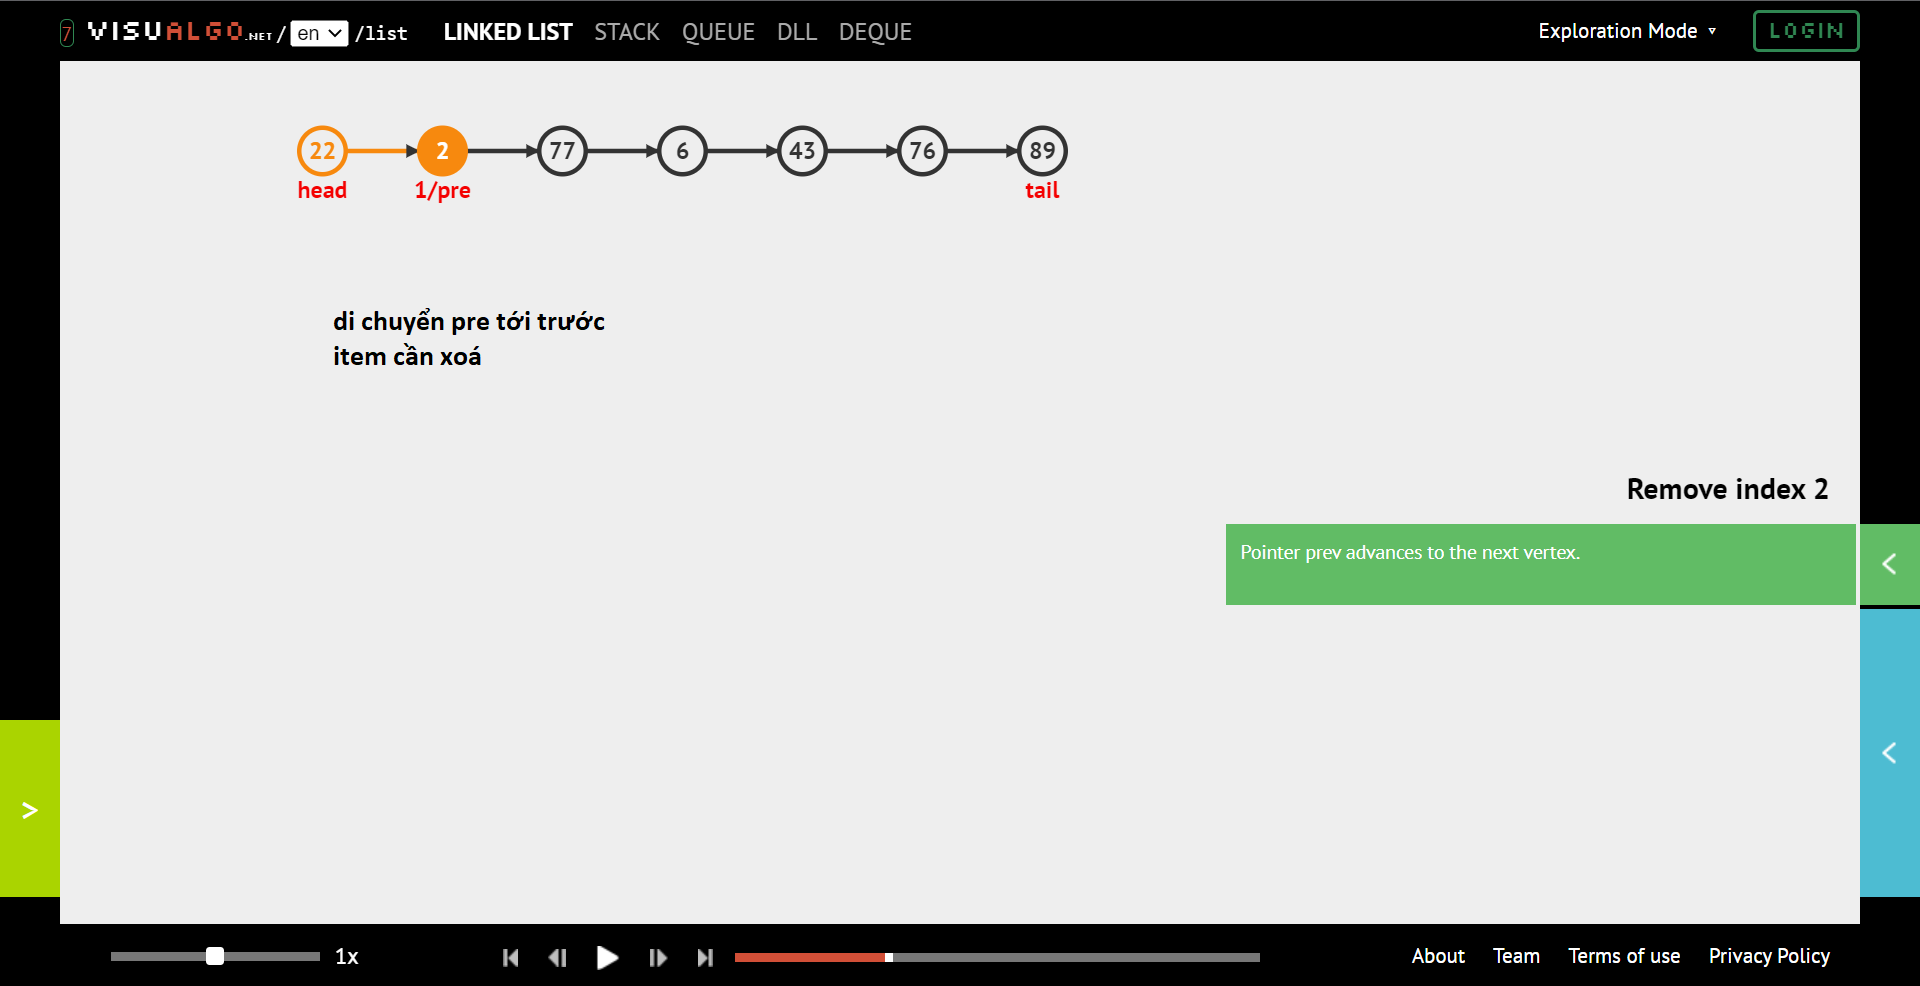 7 VISUALGO.NET / en /list LINKED LIST STACK QUEUE DLL DEQUE Exploration Mode ▾ LOGIN
22 2 77 6 43 76 89
head 1/pre tail
di chuyển pre tới trước
item cần xoá
Remove index 2
Pointer prev advances to the next vertex.
<
<
>
1x About Team Terms of use Privacy Policy